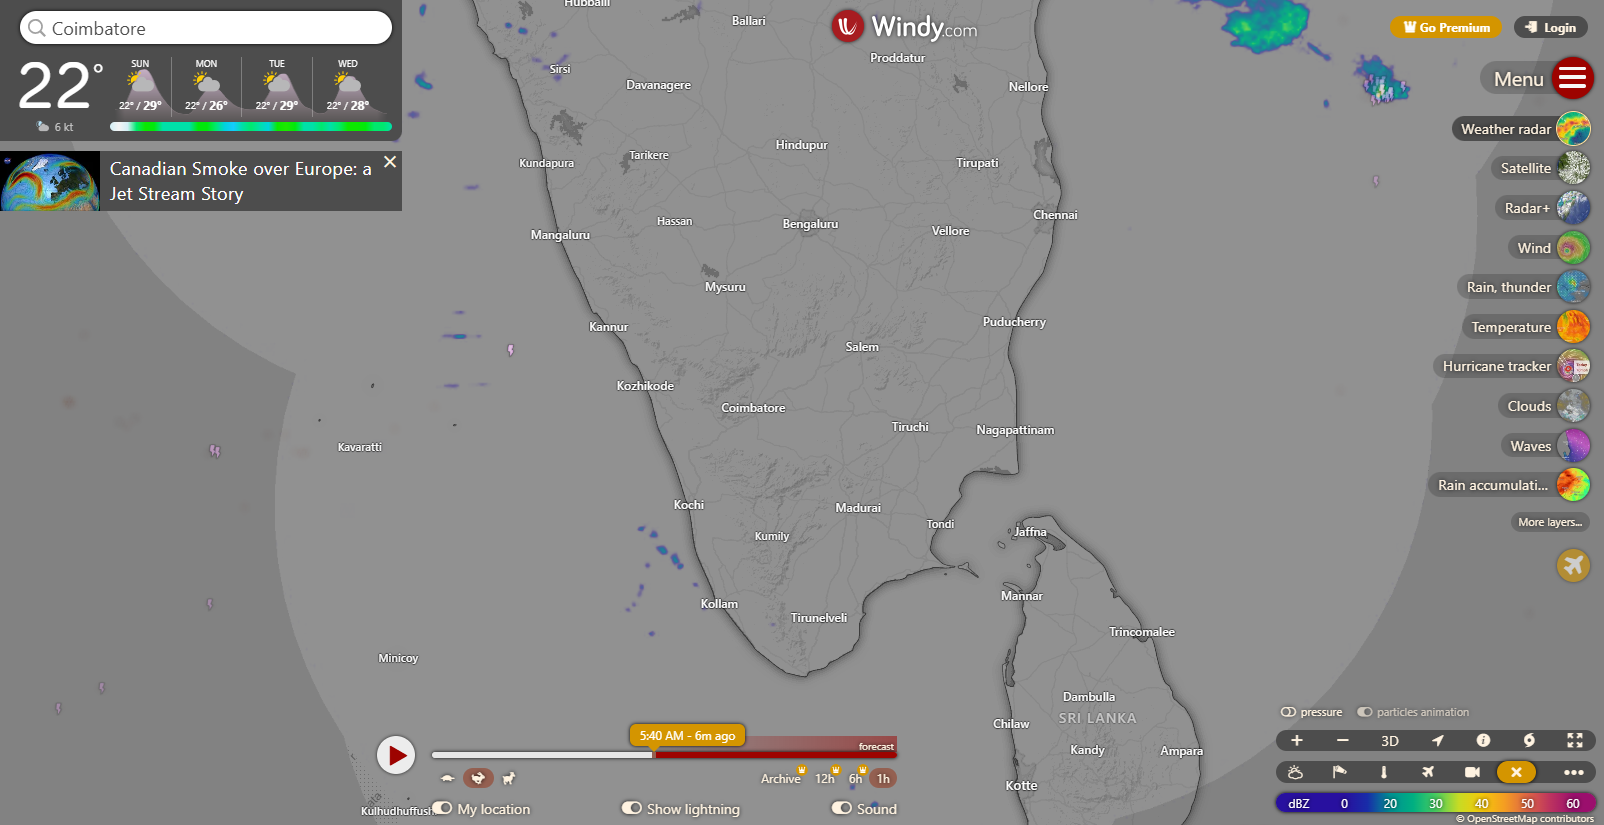 Coimbatore
22°
6 kt
SUN MON TUE WED
22° / 29° 22° / 26° 22° / 29° 22° / 28°
Canadian Smoke over Europe: a
Jet Stream Story
Windy.com
Go Premium
Login
Menu
Weather radar
Satellite
Radar+
Wind
Rain, thunder
Temperature
Hurricane tracker
Clouds
Waves
Rain accumulati...
More layers...
Hubballi
Ballari
Proddatur
Sirsi
Davanagere
Nellore
Hindupur
Kundapura
Tarikere
Tirupati
Hassan
Bengaluru
Chennai
Mangaluru
Vellore
Mysuru
Kannur
Puducherry
Salem
Kozhikode
Coimbatore
Tiruchi
Nagapattinam
Kavaratti
Kochi
Madurai
Tondi
Jaffna
Kumily
Mannar
Kollam
Tirunelveli
Trincomalee
Minicoy
Dambulla
SRI LANKA
Chilaw
Kandy
Ampara
Kotte
Kulhudhuffush
5:40 AM - 6m ago
forecast
Archive 12h 6h 1h
My location
Show lightning
Sound
pressure
particles animation
+ − 3D
dBZ 0 20 30 40 50 60
© OpenStreetMap contributors